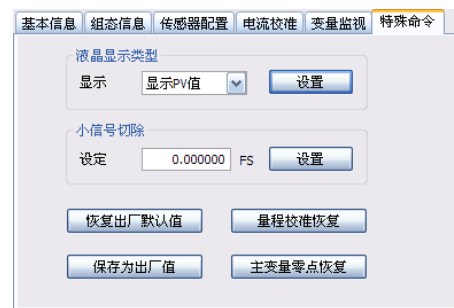 基本信息 组态信息 传感器配置 电流校准 变量监视 特殊命令
液晶显示类型
显示 显示PV值 设置
小信号切除
设定 0.000000 FS 设置
恢复出厂默认值 量程校准恢复
保存为出厂值 主变量零点恢复